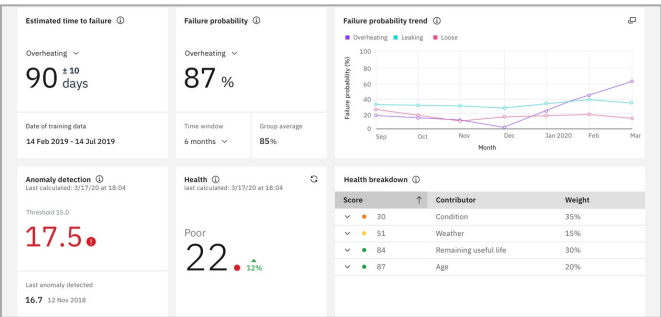 Estimated time to failure
Overheating
90 ± 10 days
Date of training data
14 Feb 2019 - 14 Jul 2019
Failure probability
Overheating
87 %
Time window
6 months
Group average
85%
Failure probability trend
Overheating Leaking Loose
Failure probability (%)
100
80
60
40
20
0
Sep Oct Nov Dec Jan 2020 Feb Mar
Month
Anomaly detection
Last calculated: 3/17/20 at 18:04
Threshold 15.0
17.5
Last anomaly detected
16.7 12 Nov 2018
Health
last calculated: 3/17/20 at 18:04
Poor
22 12%
Health breakdown
Score Contributor Weight
30 Condition 35%
51 Weather 15%
84 Remaining useful life 30%
87 Age 20%